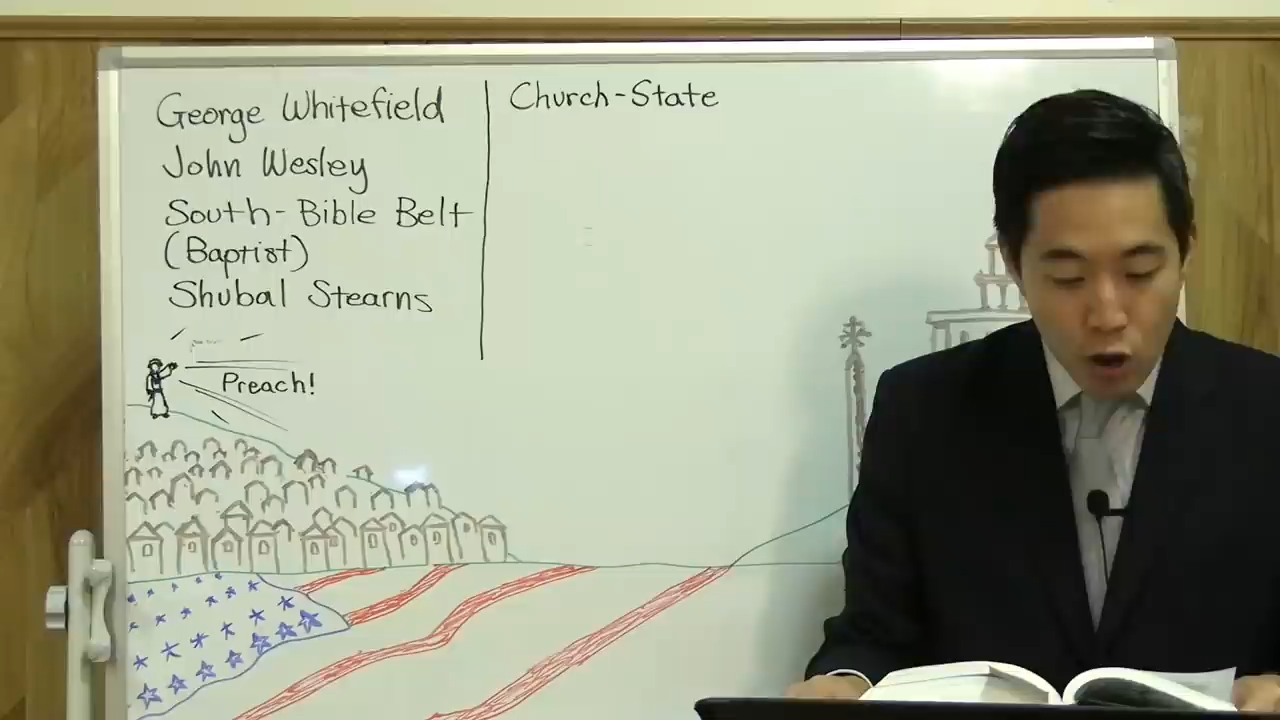 George Whitefield
John Wesley
South-Bible Belt
(Baptist)
Shubal Stearns
Preach!
Church-State